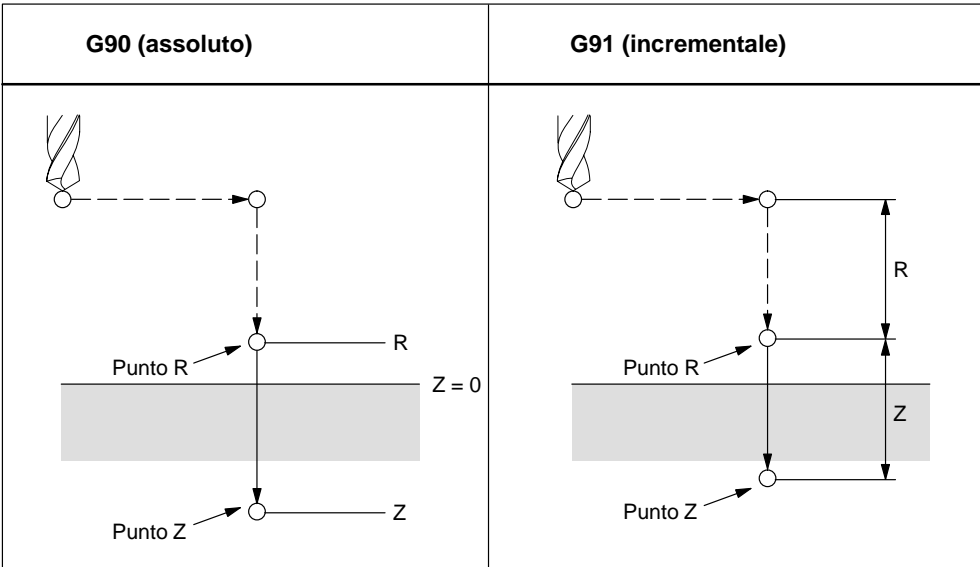 G90 (assoluto)
G91 (incrementale)
R
Punto R
Z = 0
Z
Punto Z
R
Punto R
Z
Punto Z